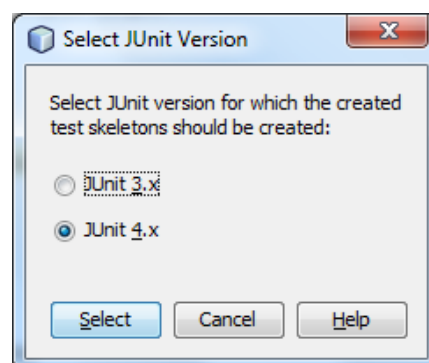 Select JUnit Version
Select JUnit version for which the created
test skeletons should be created:
JUnit 3.x
JUnit 4.x
Select
Cancel
Help